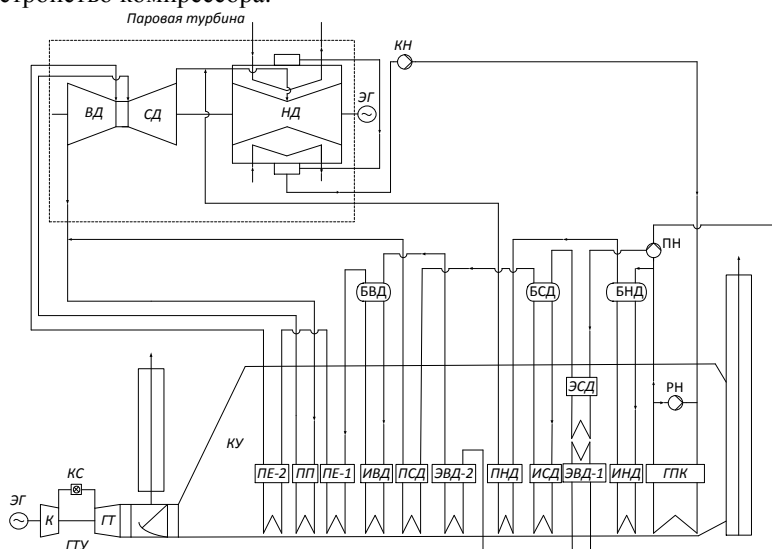 стройство компрессора.
Паровая турбина
КН
ВД
СД
НД
ЭГ
ПН
БВД
БСД
БНД
ЭСД
РН
КУ
ПЕ-2
ПП
ПЕ-1
ИВД
ПСД
ЭВД-2
ПНД
ИСД
ЭВД-1
ИНД
ГПК
КС
ЭГ
К
ГТ
ГТУ